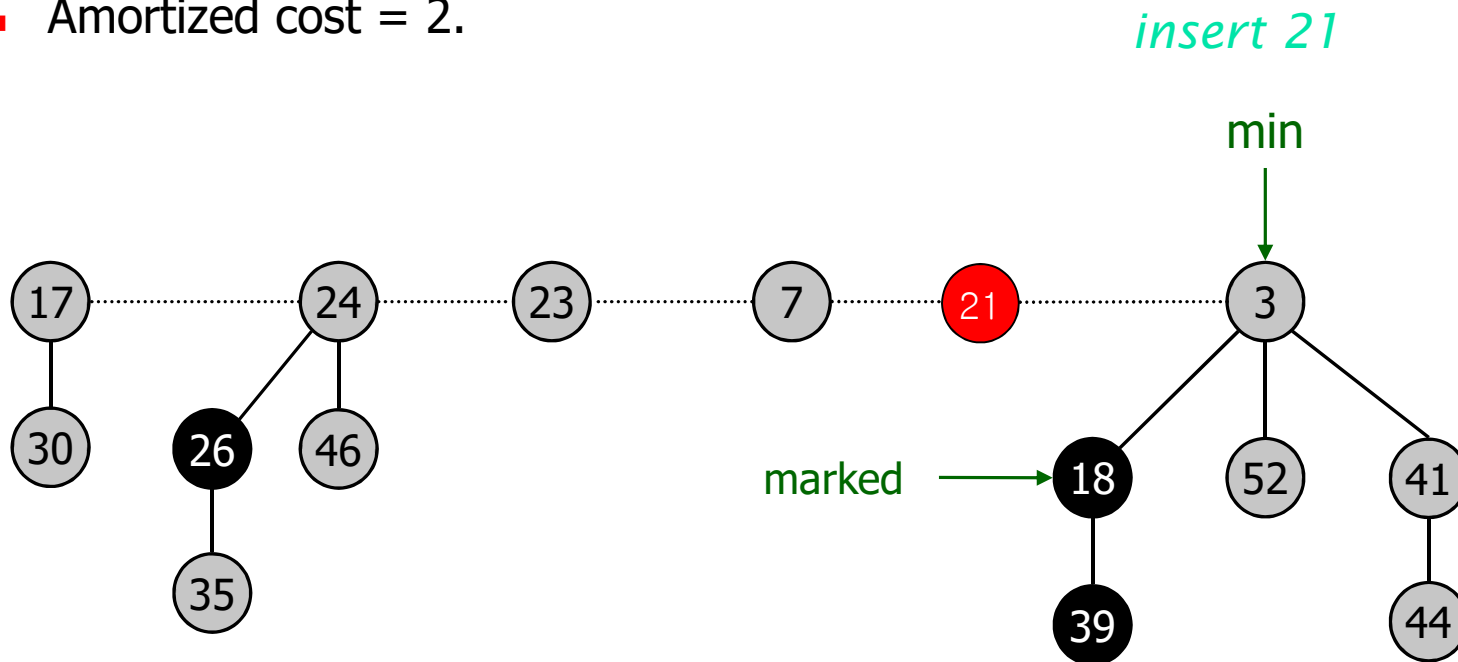 Amortized cost = 2.
insert 21
min
17 24 23 7 21 3
30 26 46 marked 18 52 41
35 39 44